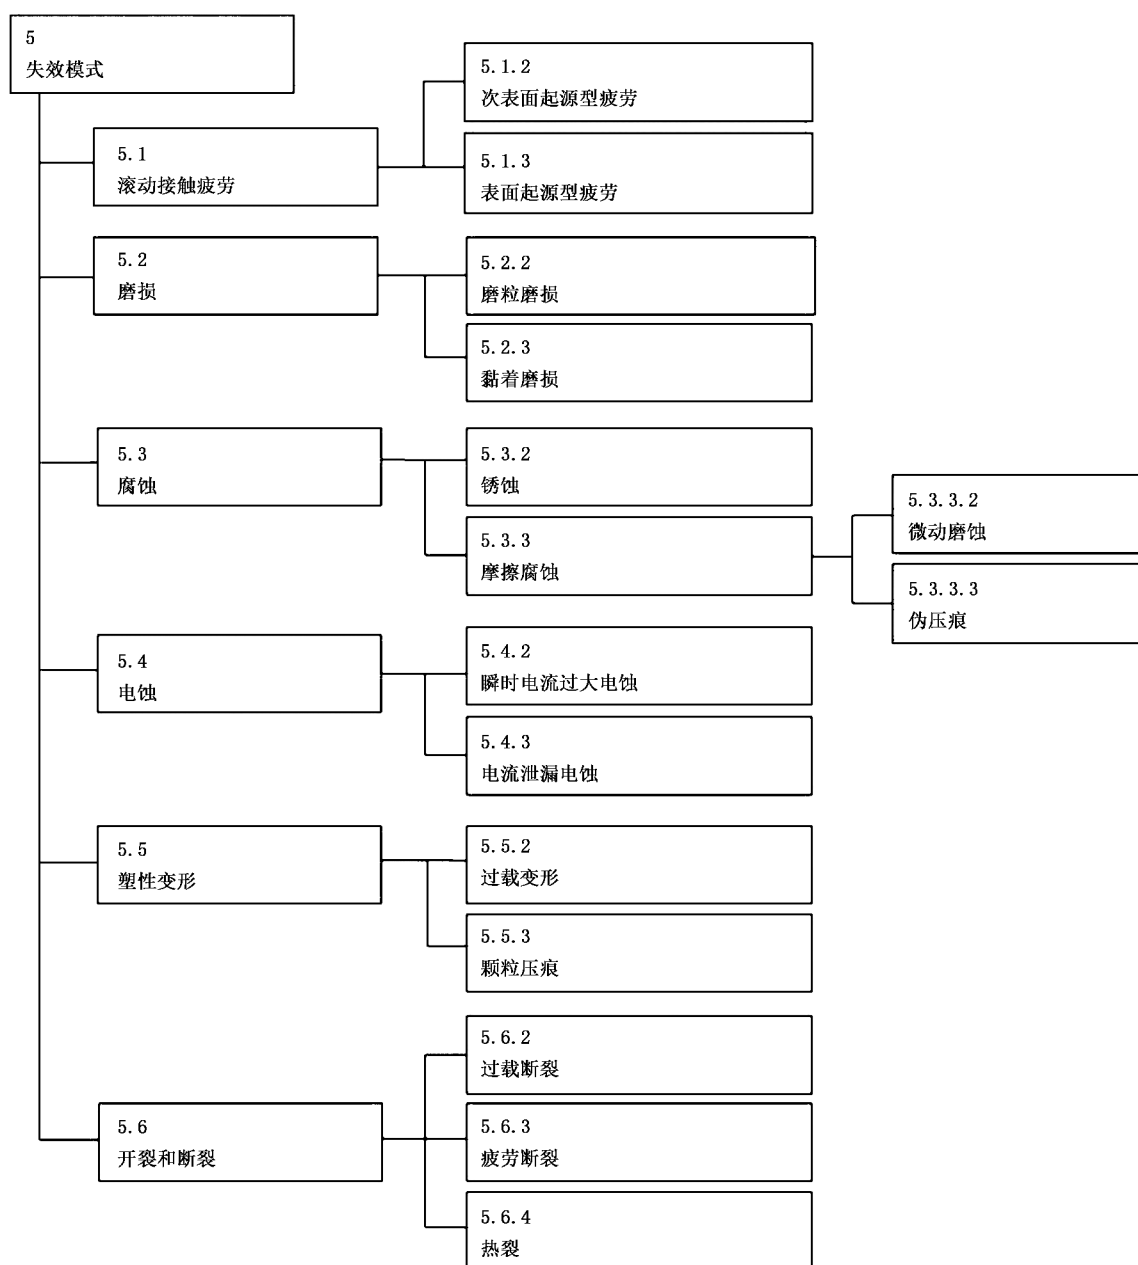 5
失效模式
5.1
滚动接触疲劳
5.1.2
次表面起源型疲劳
5.1.3
表面起源型疲劳
5.2
磨损
5.2.2
磨粒磨损
5.2.3
黏着磨损
5.3
腐蚀
5.3.2
锈蚀
5.3.3
摩擦腐蚀
5.3.3.2
微动磨蚀
5.3.3.3
伪压痕
5.4
电蚀
5.4.2
瞬时电流过大电蚀
5.4.3
电流泄漏电蚀
5.5
塑性变形
5.5.2
过载变形
5.5.3
颗粒压痕
5.6
开裂和断裂
5.6.2
过载断裂
5.6.3
疲劳断裂
5.6.4
热裂